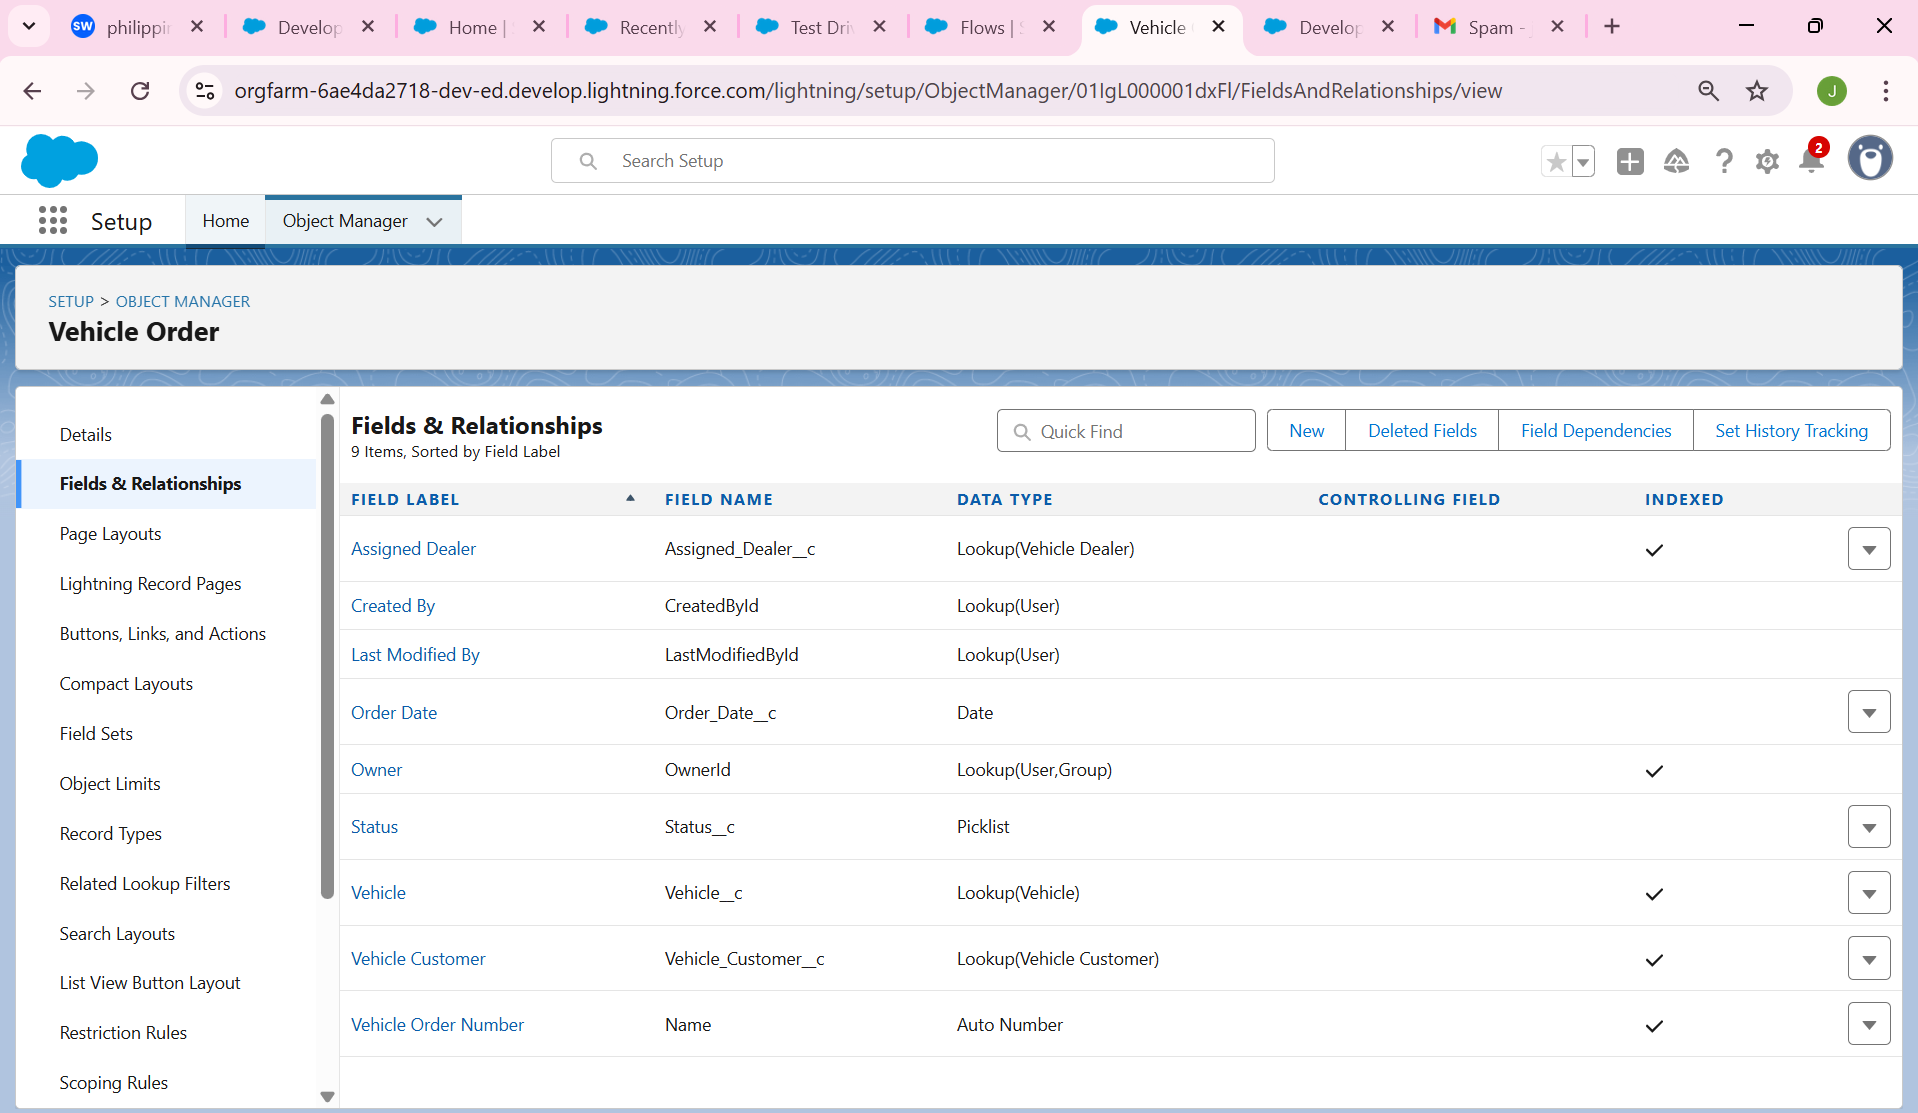 philippin
Develop
Home |
Recently
Test Driv
Flows |
Vehicle
Develop
Spam -
orgfarm-6ae4da2718-dev-ed.develop.lightning.force.com/lightning/setup/ObjectManager/01IgL000001dxFl/FieldsAndRelationships/view
J
Search Setup
2
Setup
Home
Object Manager
SETUP > OBJECT MANAGER
Vehicle Order
Details
Fields & Relationships
Page Layouts
Lightning Record Pages
Buttons, Links, and Actions
Compact Layouts
Field Sets
Object Limits
Record Types
Related Lookup Filters
Search Layouts
List View Button Layout
Restriction Rules
Scoping Rules
Fields & Relationships
9 Items, Sorted by Field Label
Quick Find
New
Deleted Fields
Field Dependencies
Set History Tracking
FIELD LABEL FIELD NAME DATA TYPE CONTROLLING FIELD INDEXED
Assigned Dealer Assigned_Dealer__c Lookup(Vehicle Dealer)
Created By CreatedById Lookup(User)
Last Modified By LastModifiedById Lookup(User)
Order Date Order_Date__c Date
Owner OwnerId Lookup(User,Group)
Status Status__c Picklist
Vehicle Vehicle__c Lookup(Vehicle)
Vehicle Customer Vehicle_Customer__c Lookup(Vehicle Customer)
Vehicle Order Number Name Auto Number